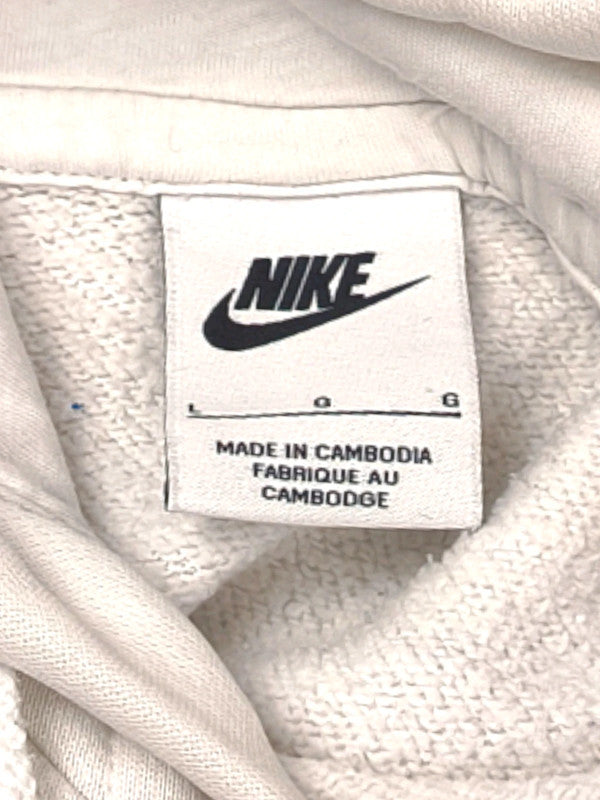 NIKE
L G G
MADE IN CAMBODIA
FABRIQUE AU
CAMBODGE